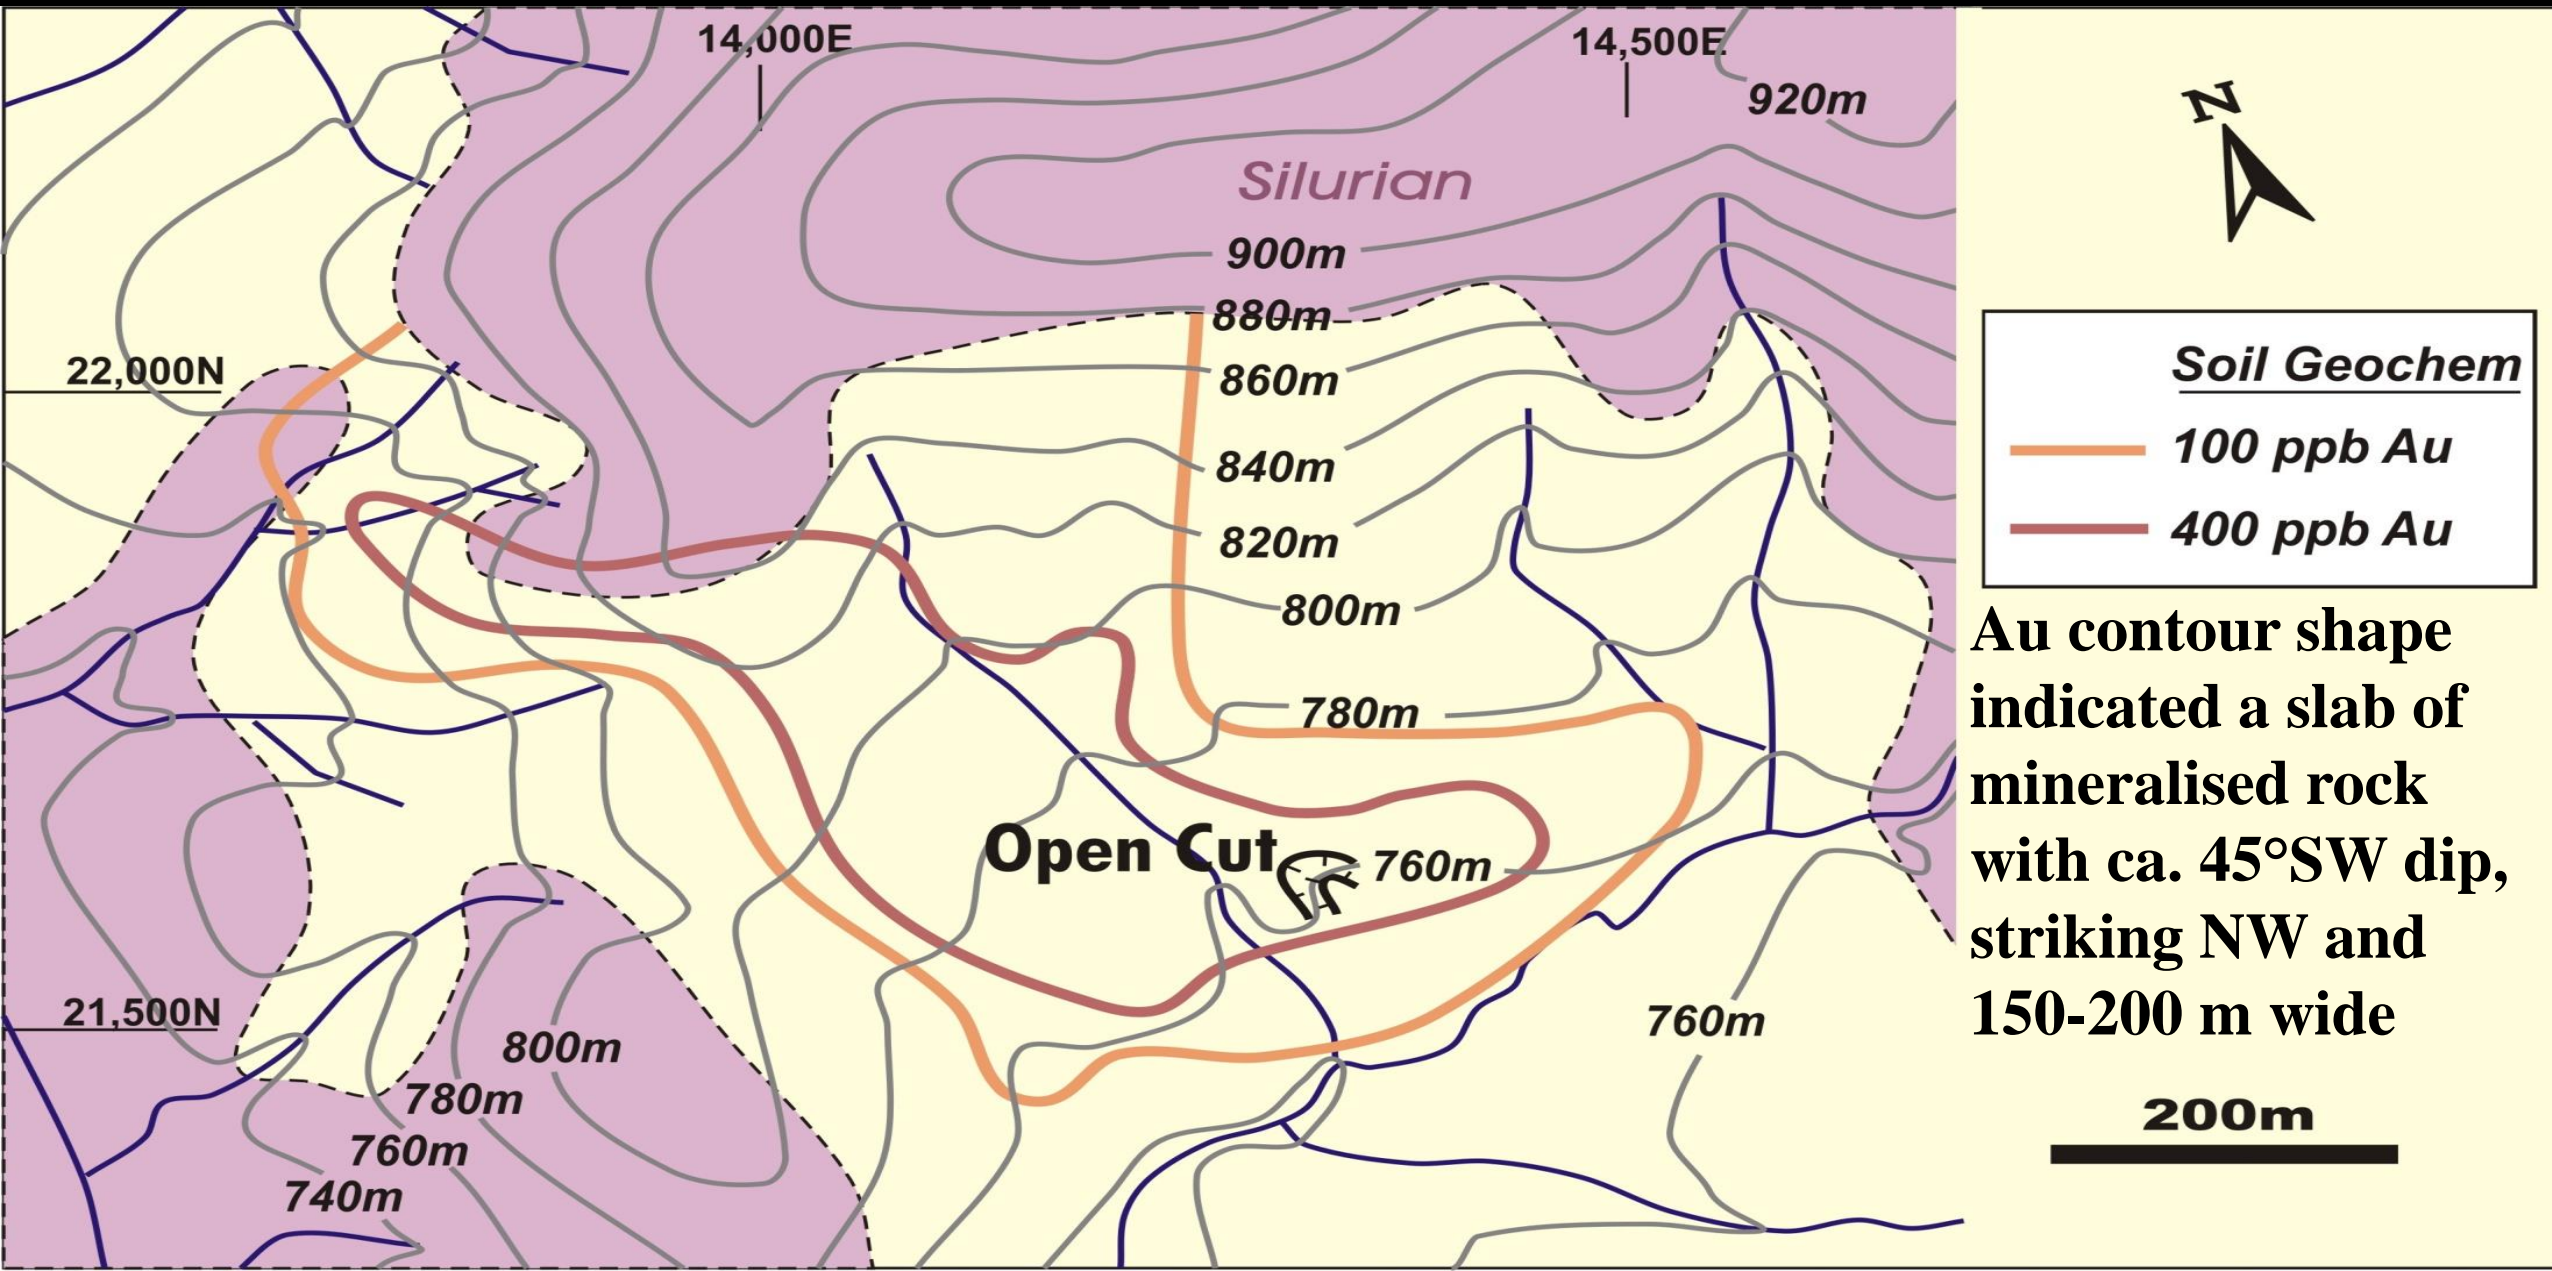 14,000E
14,500E
920m
N
Silurian
900m
880m
860m
22,000N
840m
820m
800m
780m
Open Cut
760m
21,500N
800m
780m
760m
740m
760m
Soil Geochem
100 ppb Au
400 ppb Au
Au contour shape
indicated a slab of
mineralised rock
with ca. 45°SW dip,
striking NW and
150-200 m wide
200m